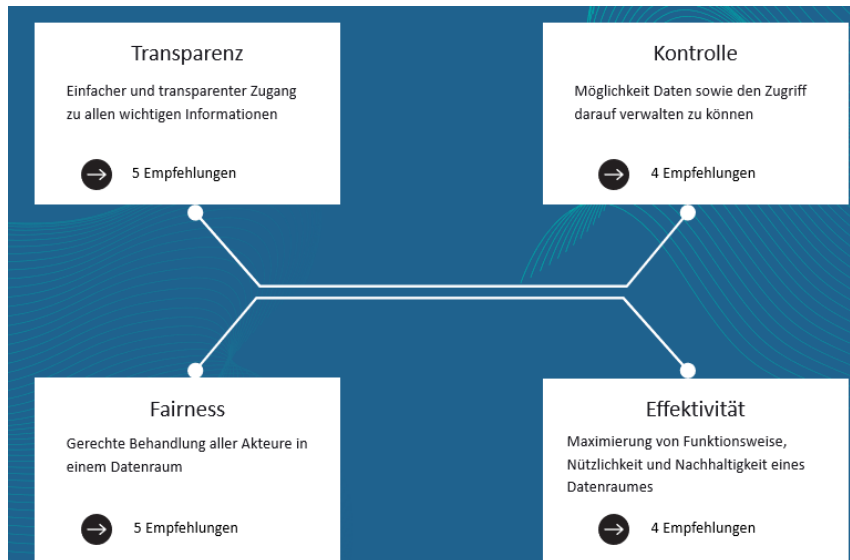 Transparenz
Einfacher und transparenter Zugang
zu allen wichtigen Informationen
5 Empfehlungen
Kontrolle
Möglichkeit Daten sowie den Zugriff
darauf verwalten zu können
4 Empfehlungen
Fairness
Gerechte Behandlung aller Akteure in
einem Datenraum
5 Empfehlungen
Effektivität
Maximierung von Funktionsweise,
Nützlichkeit und Nachhaltigkeit eines
Datenraumes
4 Empfehlungen